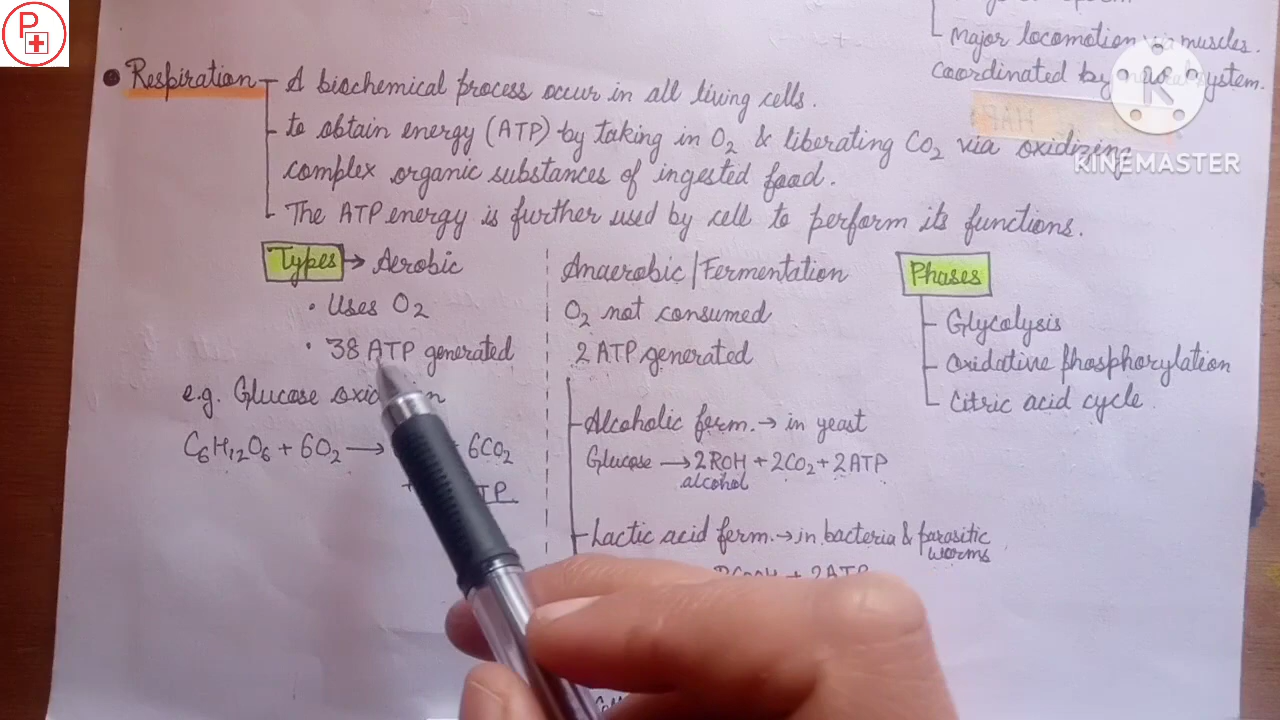 P
Major locomotion via muscles.
Coordinated by system.
K
KINEMASTER
Respiration
A biochemical process occur in all living cells.
to obtain energy (ATP) by taking in O2 & liberating CO2 via oxidizing
complex organic substances of ingested food.
The ATP energy is further used by cell to perform its functions.
Types → Aerobic
• Uses O2
• 38 ATP generated
e.g. Glucose
C6H12O6 + 6O2 → + 6CO2
+
Anaerobic/Fermentation
O2 not consumed
2 ATP generated
Alcoholic ferm. → in yeast
Glucose → 2ROH + 2CO2 + 2ATP
alcohol
Lactic acid ferm. → in bacteria & parasitic
worms
+ 2ATP
Phases
Glycolysis
Oxidative phosphorylation
Citric acid cycle